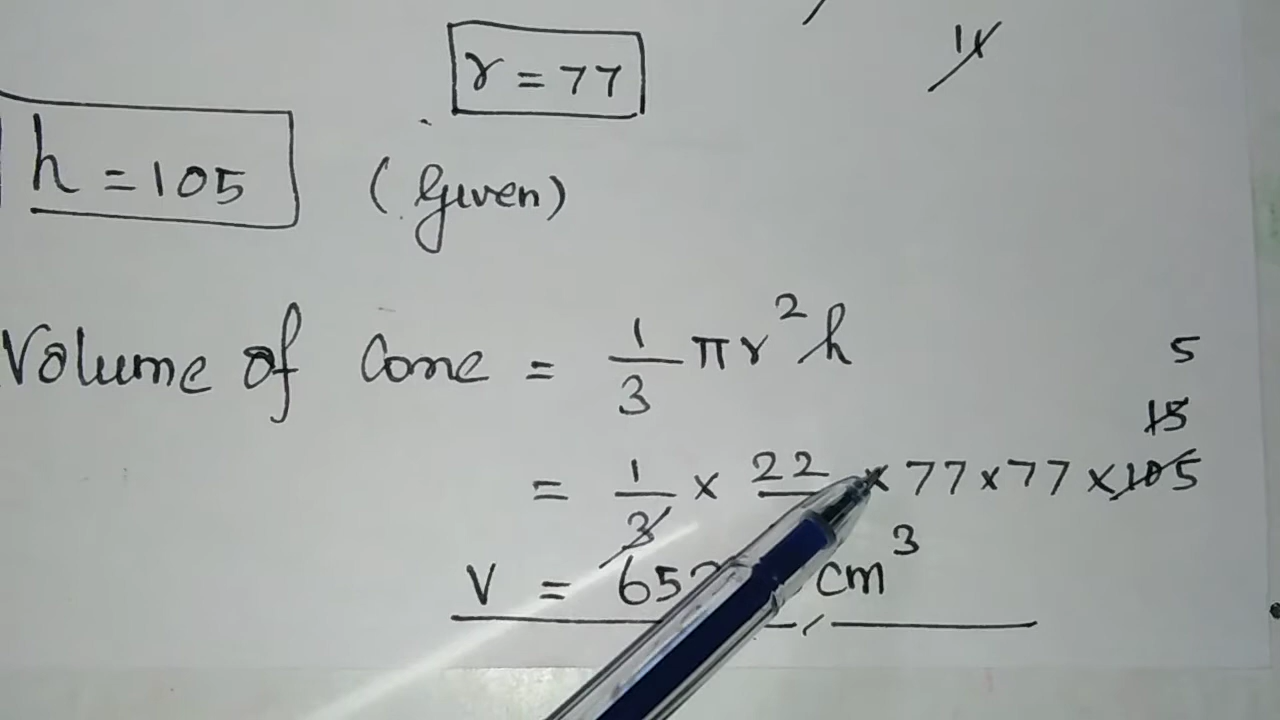 r = 77
h = 105 (Given)
Volume of Cone = 1/3 πr²h
5
15
= 1/3 × 22 × 77 × 77 × 105
V = 65 cm³